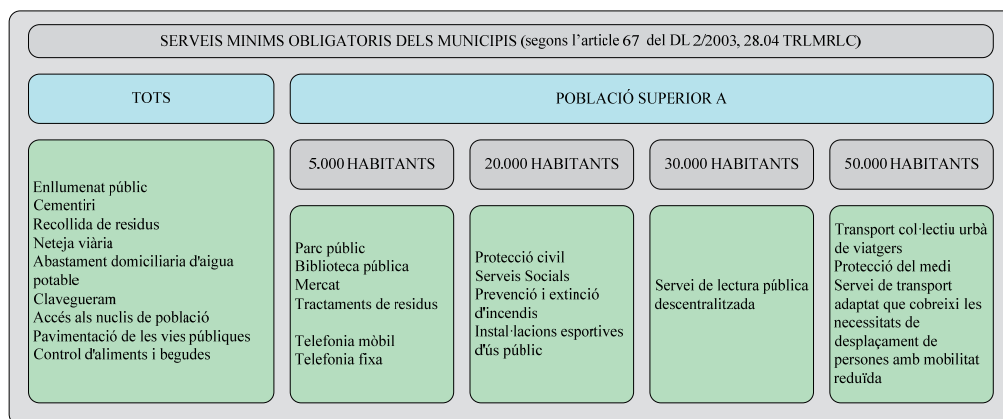 SERVEIS MINIMS OBLIGATORIS DELS MUNICIPIS (segons l'article 67 del DL 2/2003, 28.04 TRLMRLC)
TOTS
POBLACIÓ SUPERIOR A
Enllumenat públic
Cementiri
Recollida de residus
Neteja viària
Abastament domiciliaria d'aigua
potable
Clavegueram
Accés als nuclis de població
Pavimentació de les vies públiques
Control d'aliments i begudes
5.000 HABITANTS
Parc públic
Biblioteca pública
Mercat
Tractaments de residus
Telefonia mòbil
Telefonia fixa
20.000 HABITANTS
Protecció civil
Serveis Socials
Prevenció i extinció
d'incendis
Instal·lacions esportives
d'ús públic
30.000 HABITANTS
Servei de lectura pública
descentralitzada
50.000 HABITANTS
Transport col·lectiu urbà
de viatgers
Protecció del medi
Servei de transport
adaptat que cobreixi les
necessitats de
desplaçament de
persones amb mobilitat
reduïda